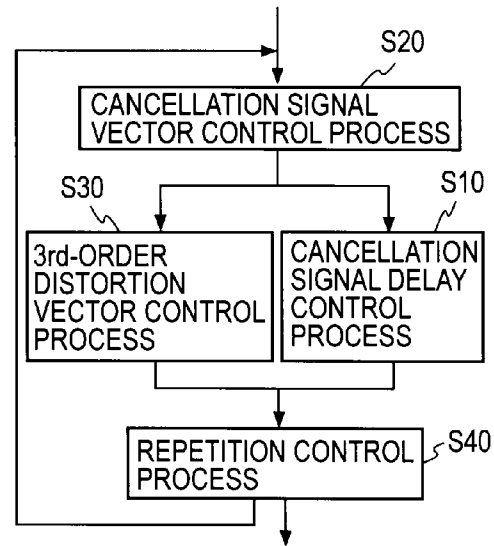 S20
CANCELLATION SIGNAL
VECTOR CONTROL PROCESS
S30
3rd-ORDER
DISTORTION
VECTOR CONTROL
PROCESS
S10
CANCELLATION
SIGNAL DELAY
CONTROL
PROCESS
S40
REPETITION CONTROL
PROCESS